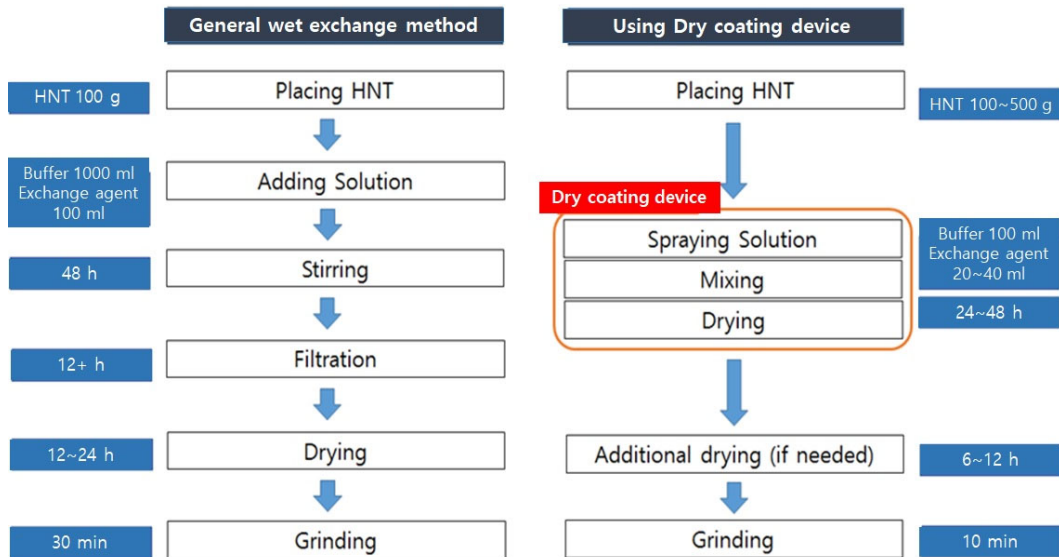 General wet exchange method
HNT 100 g
Placing HNT
Buffer 1000 ml
Exchange agent
100 ml
Adding Solution
48 h
Stirring
12+ h
Filtration
12~24 h
Drying
30 min
Grinding
Using Dry coating device
Placing HNT
HNT 100~500 g
Dry coating device
Spraying Solution
Mixing
Drying
Buffer 100 ml
Exchange agent
20~40 ml
24~48 h
Additional drying (if needed)
6~12 h
Grinding
10 min